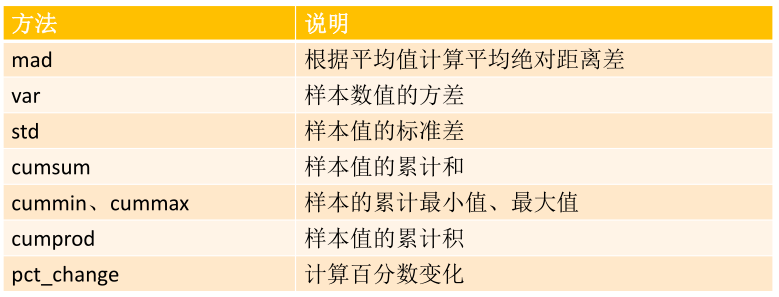 方法 说明
mad 根据平均值计算平均绝对距离差
var 样本数值的方差
std 样本值的标准差
cumsum 样本值的累计和
cummin、cummax 样本的累计最小值、最大值
cumprod 样本值的累计积
pct_change 计算百分数变化